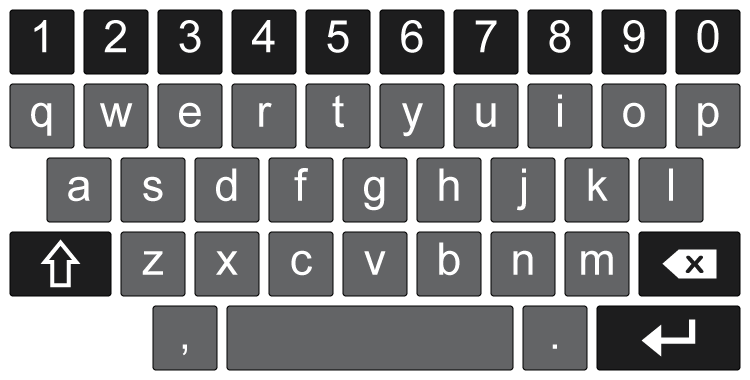 1 2 3 4 5 6 7 8 9 0
q w e r t y u i o p
a s d f g h j k l
z x c v b n m x
, .